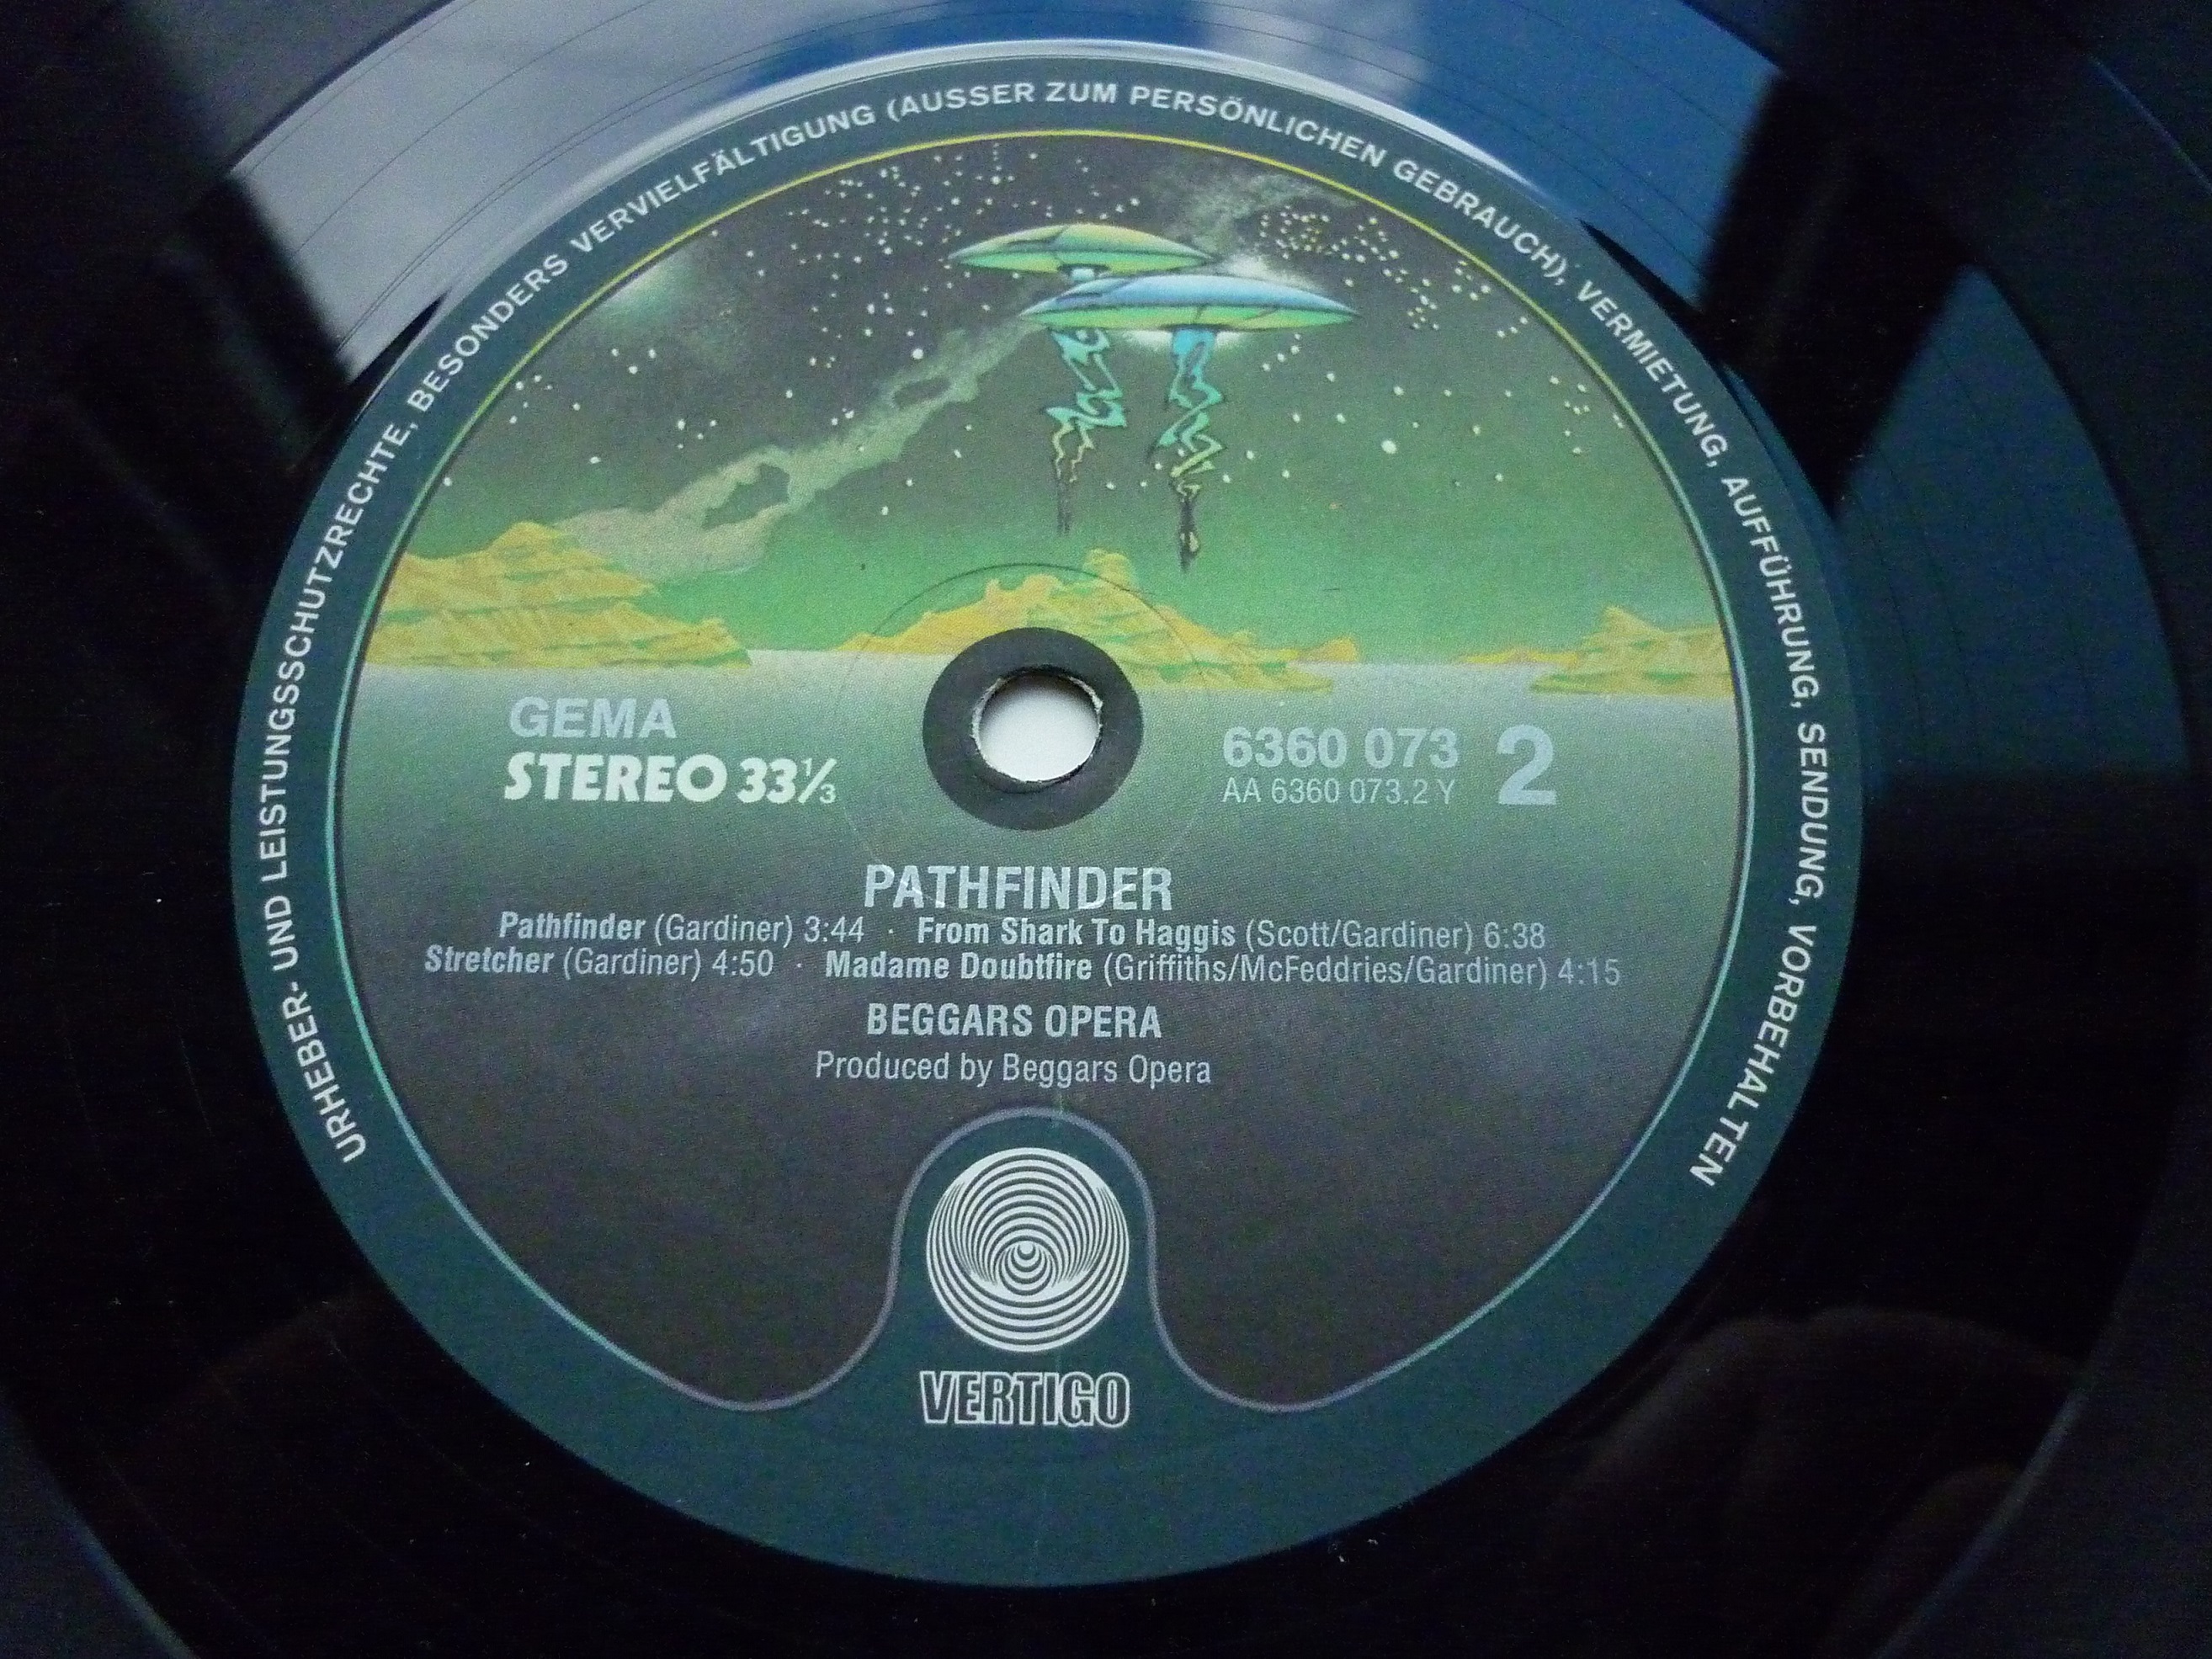 URHEBER- UND LEISTUNGSSCHUTZRECHTE, BESONDERS VERVIELFÄLTIGUNG (AUSSER ZUM PERSÖNLICHEN GEBRAUCH), VERMIETUNG, AUFFÜHRUNG, SENDUNG, VORBEHALTEN
GEMA
STEREO 33⅓
6360 073 2
AA 6360 073.2 Y
PATHFINDER
Pathfinder (Gardiner) 3:44 · From Shark To Haggis (Scott/Gardiner) 6:38
Stretcher (Gardiner) 4:50 · Madame Doubtfire (Griffiths/McFeddries/Gardiner) 4:15
BEGGARS OPERA
Produced by Beggars Opera
VERTIGO